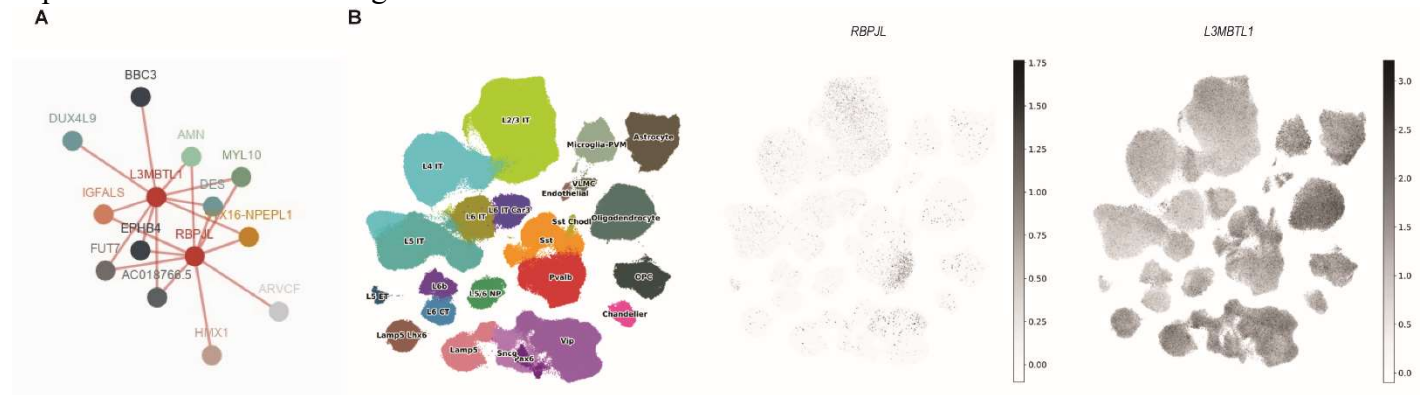 A
B
RBPJL
L3MBTL1
BBC3
DUX4L9
AMN
L3MBTL1
MYL10
DES
IGFALS
X16-NPEPL1
EPHB4
RBPJL
FUT7
AC018766.5
ARVCF
HMX1
L2/3 IT
Microglia-PVM
Astrocyte
L4 IT
VLMC
Endothelial
L6 IT
L6 IT Car3
Sst Chodl
Oligodendrocyte
L5 IT
Sst
Pvalb
OPC
L6b
L5 ET
L5/6 NP
L6 CT
Chandelier
Lamp5 Lhx6
Lamp5
Sncg
Pax6
Vip
1.75
1.50
1.25
1.00
0.75
0.50
0.25
0.00
3.0
2.5
2.0
1.5
1.0
0.5
0.0